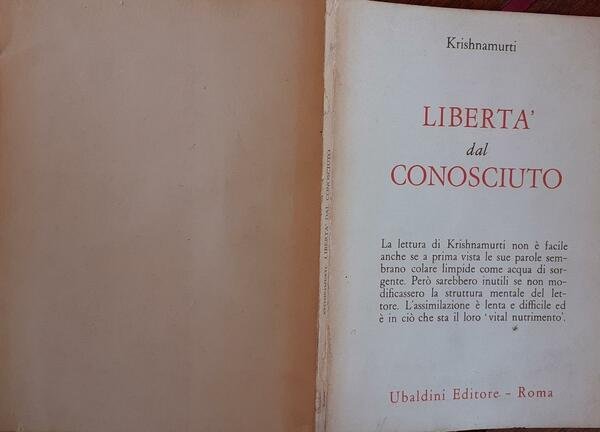 Krishnamurti
LIBERTA'
dal
CONOSCIUTO
La lettura di Krishnamurti non è facile
anche se a prima vista le sue parole sem-
brano colare limpide come acqua di sor-
gente. Però sarebbero inutili se non mo-
dificassero la struttura mentale del let-
tore. L'assimilazione è lenta e difficile ed
è in ciò che sta il loro 'vital nutrimento'.
Ubaldini Editore - Roma
LIBERTA' DAL CONOSCIUTO